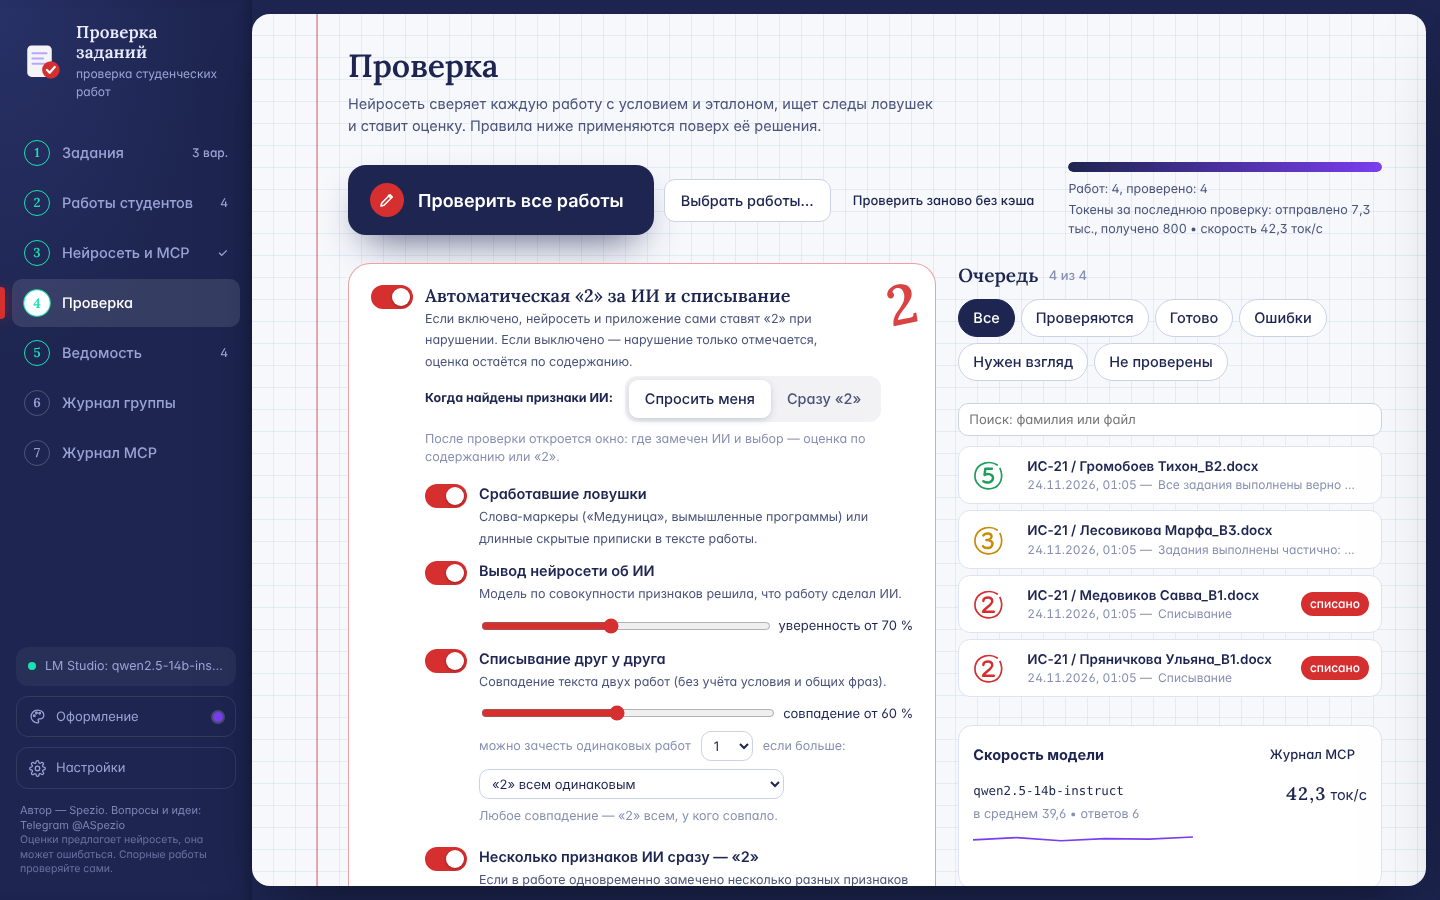 Проверка
заданий
проверка студенческих
работ
1 Задания 3 вар.
2 Работы студентов 4
3 Нейросеть и MCP
4 Проверка
5 Ведомость 4
6 Журнал группы
7 Журнал MCP
LM Studio: qwen2.5-14b-ins...
Оформление
Настройки
Автор — Spezio. Вопросы и идеи:
Telegram @ASpezio
Оценки предлагает нейросеть, она
может ошибаться. Спорные работы
проверяйте сами.
Проверка
Нейросеть сверяет каждую работу с условием и эталоном, ищет следы ловушек
и ставит оценку. Правила ниже применяются поверх её решения.
Проверить все работы
Выбрать работы...
Проверить заново без кэша
Работ: 4, проверено: 4
Токены за последнюю проверку: отправлено 7,3
тыс., получено 800 • скорость 42,3 ток/с
Автоматическая «2» за ИИ и списывание
2
Если включено, нейросеть и приложение сами ставят «2» при
нарушении. Если выключено — нарушение только отмечается,
оценка остаётся по содержанию.
Когда найдены признаки ИИ: Спросить меня Сразу «2»
После проверки откроется окно: где замечен ИИ и выбор — оценка по
содержанию или «2».
Сработавшие ловушки
Слова-маркеры («Медуница», вымышленные программы) или
длинные скрытые приписки в тексте работы.
Вывод нейросети об ИИ
Модель по совокупности признаков решила, что работу сделал ИИ.
уверенность от 70 %
Списывание друг у друга
Совпадение текста двух работ (без учёта условия и общих фраз).
совпадение от 60 %
можно зачесть одинаковых работ 1 если больше:
«2» всем одинаковым
Любое совпадение — «2» всем, у кого совпало.
Несколько признаков ИИ сразу — «2»
Если в работе одновременно замечено несколько разных признаков
Очередь 4 из 4
Все Проверяются Готово Ошибки
Нужен взгляд Не проверены
Поиск: фамилия или файл
5 ИС-21 / Громобоев Тихон_В2.docx
24.11.2026, 01:05 — Все задания выполнены верно ...
3 ИС-21 / Лесовикова Марфа_В3.docx
24.11.2026, 01:05 — Задания выполнены частично: ...
2 ИС-21 / Медовиков Савва_В1.docx
24.11.2026, 01:05 — Списывание
списано
2 ИС-21 / Пряничкова Ульяна_В1.docx
24.11.2026, 01:05 — Списывание
списано
Скорость модели Журнал MCP
qwen2.5-14b-instruct 42,3 ток/с
в среднем 39,6 • ответов 6